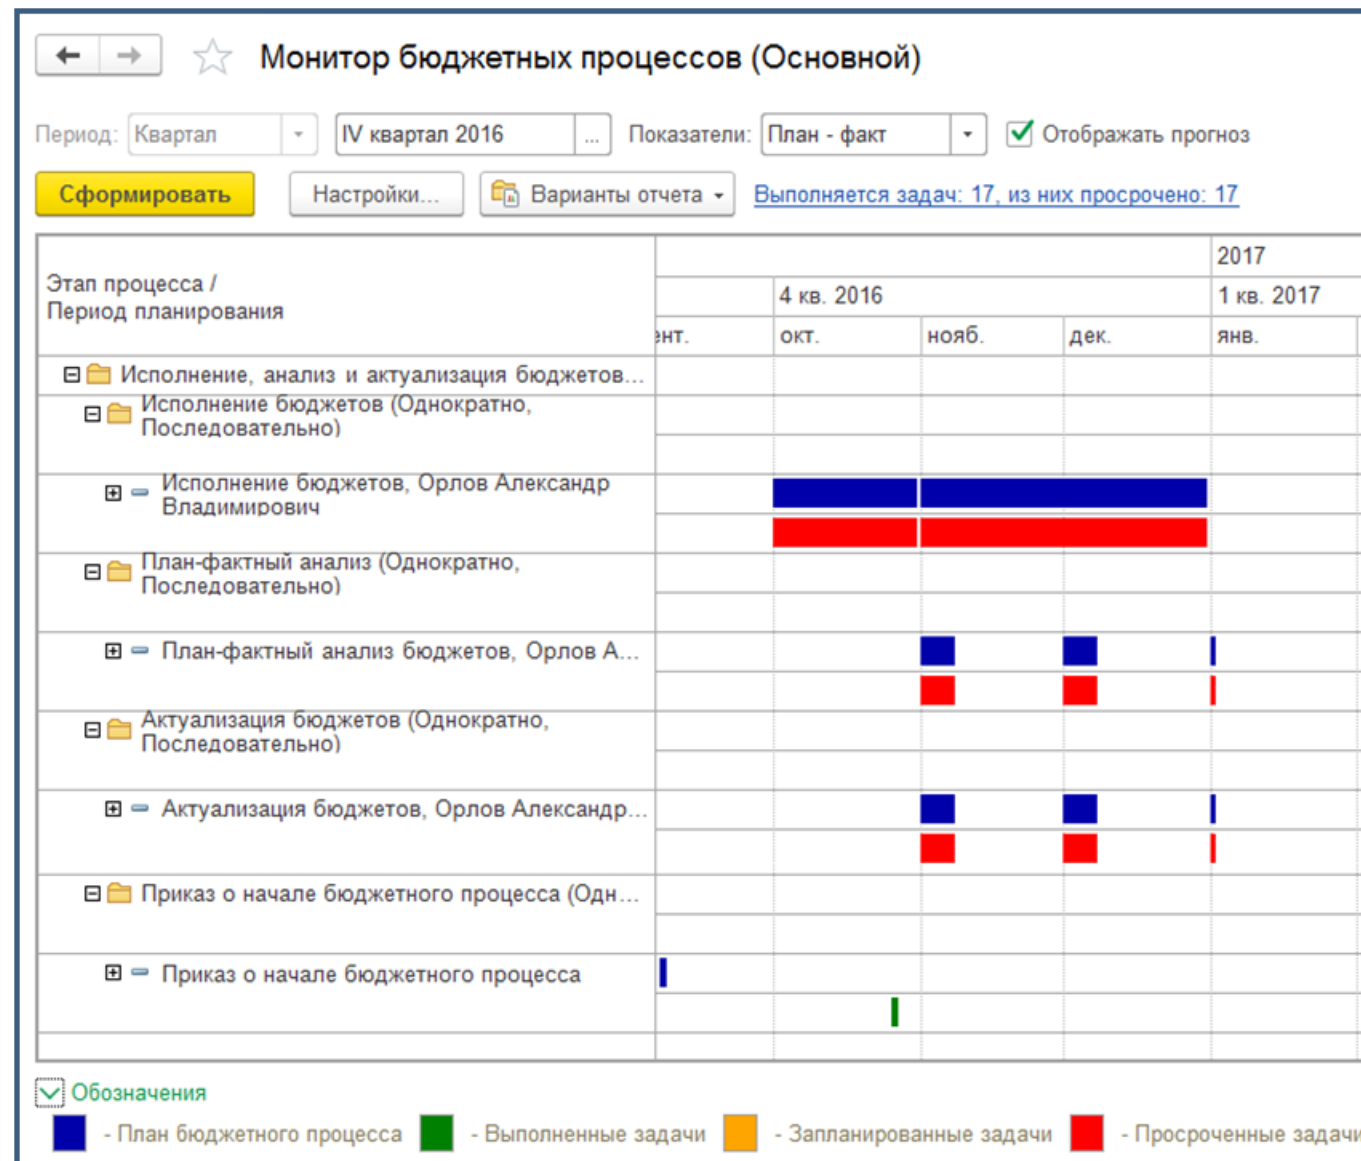 Монитор бюджетных процессов (Основной)
Период: Квартал IV квартал 2016 ... Показатели: План - факт Отображать прогноз
Сформировать Настройки... Варианты отчета Выполняется задач: 17, из них просрочено: 17
2017
Этап процесса /
Период планирования
4 кв. 2016 1 кв. 2017
ент. окт. нояб. дек. янв.
Исполнение, анализ и актуализация бюджетов...
Исполнение бюджетов (Однократно,
Последовательно)
Исполнение бюджетов, Орлов Александр
Владимирович
План-фактный анализ (Однократно,
Последовательно)
План-фактный анализ бюджетов, Орлов А...
Актуализация бюджетов (Однократно,
Последовательно)
Актуализация бюджетов, Орлов Александр...
Приказ о начале бюджетного процесса (Одн...
Приказ о начале бюджетного процесса
Обозначения
- План бюджетного процесса - Выполненные задачи - Запланированные задачи - Просроченные задачи